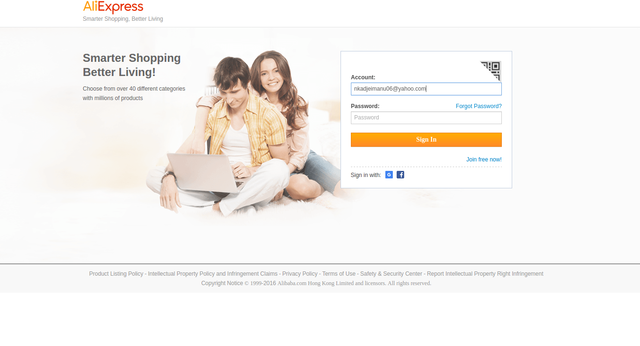 AliExpress
Smarter Shopping, Better Living
Smarter Shopping
Better Living!
Choose from over 40 different categories
with millions of products
Account:
nkadjeimanu06@yahoo.com
Password:
Forgot Password?
Password
Sign In
Join free now!
Sign in with:
Product Listing Policy - Intellectual Property Policy and Infringement Claims - Privacy Policy - Terms of Use - Safety & Security Center - Report Intellectual Property Right Infringement
Copyright Notice © 1999-2016 Alibaba.com Hong Kong Limited and licensors. All rights reserved.